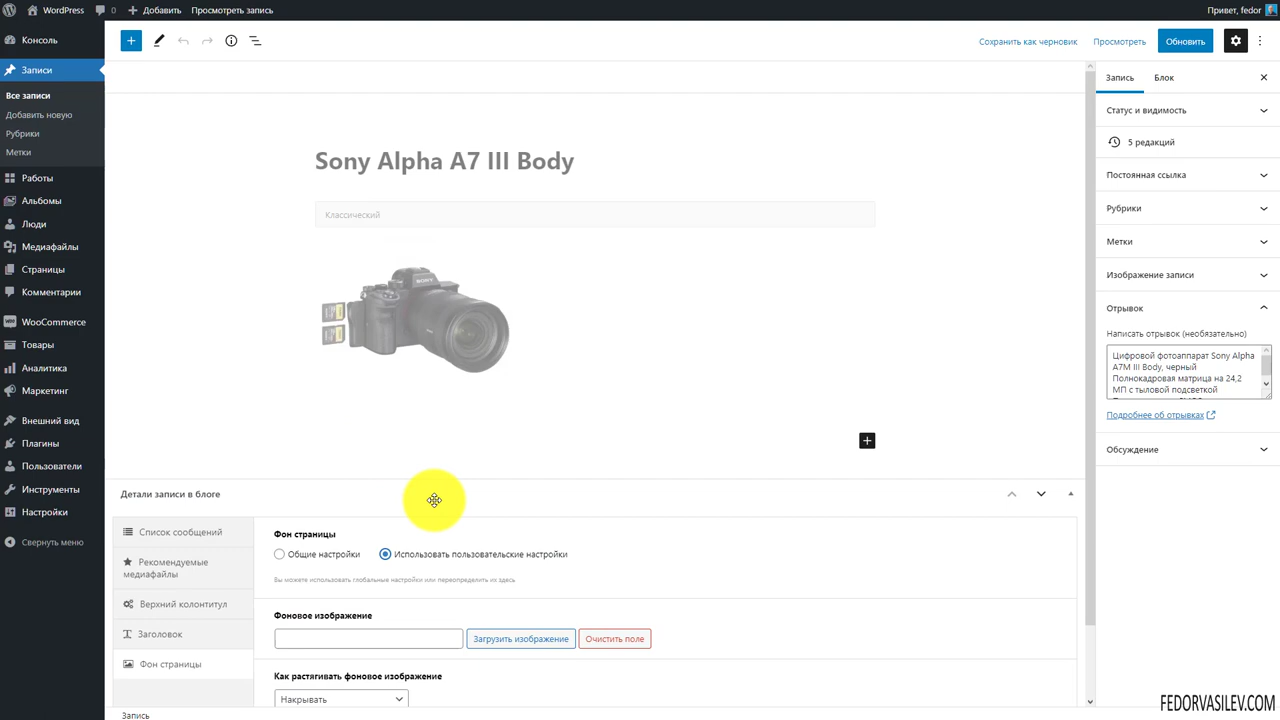 WordPress 0 Добавить Просмотреть запись Привет, fedor
Консоль
Записи
Все записи
Добавить новую
Рубрики
Метки
Работы
Альбомы
Люди
Медиафайлы
Страницы
Комментарии
WooCommerce
Товары
Аналитика
Маркетинг
Внешний вид
Плагины
Пользователи
Инструменты
Настройки
Свернуть меню
Сохранить как черновик Просмотреть Обновить
Sony Alpha A7 III Body
Классический
SONY
Детали записи в блоге
Список сообщений
Рекомендуемые
медиафайлы
Верхний колонтитул
Заголовок
Фон страницы
Фон страницы
Общие настройки Использовать пользовательские настройки
Вы можете использовать глобальные настройки или переопределить их здесь
Фоновое изображение
Загрузить изображение Очистить поле
Как растягивать фоновое изображение
Накрывать
Запись
Запись Блок
Статус и видимость
5 редакций
Постоянная ссылка
Рубрики
Метки
Изображение записи
Отрывок
Написать отрывок (необязательно)
Цифровой фотоаппарат Sony Alpha
A7M III Body, черный
Полнокадровая матрица на 24,2
МП с тыловой подсветкой
Подробнее об отрывках
Обсуждение
FEDORVASILEV.COM